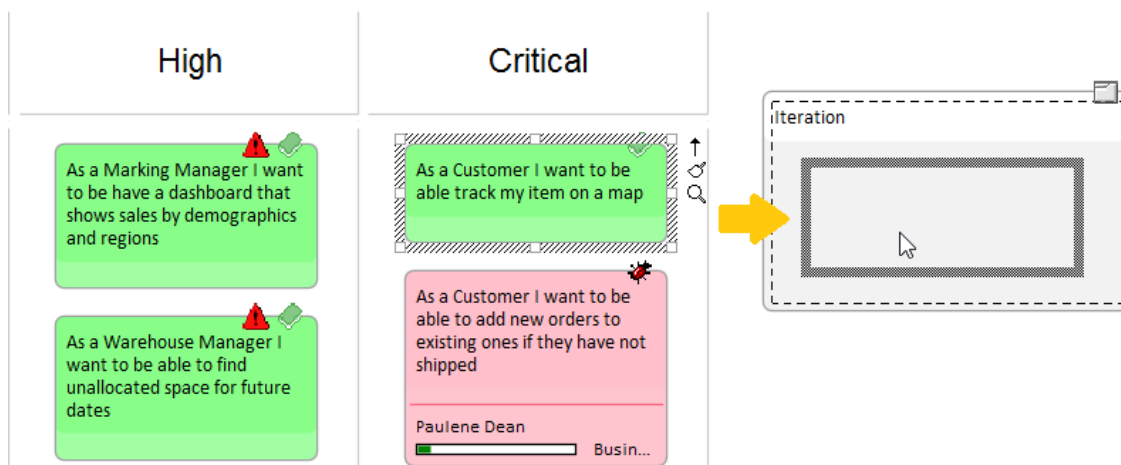 High
Critical
Iteration
As a Marking Manager I want
to be have a dashboard that
shows sales by demographics
and regions
As a Customer I want to be
able track my item on a map
As a Warehouse Manager I
want to be able to find
unallocated space for future
dates
As a Customer I want to be
able to add new orders to
existing ones if they have not
shipped
Paulene Dean
Busin...